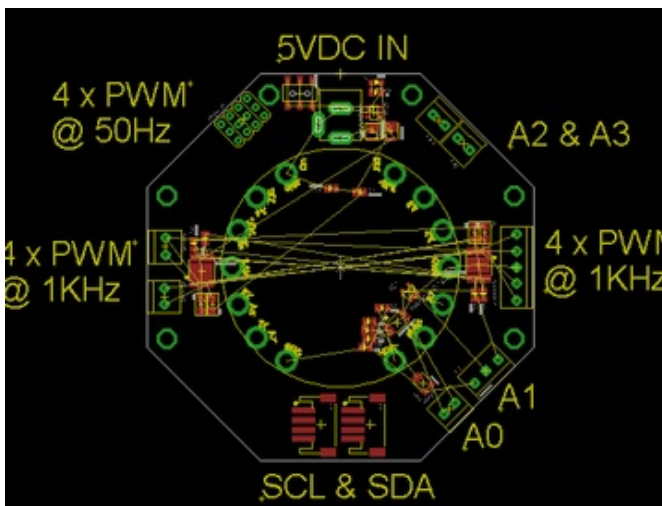 5VDC IN
4 x PWM
@ 50Hz
A2 & A3
4 x PWM
@ 1KHz
4 x PWM
@ 1KHz
A1
A0
SCL & SDA